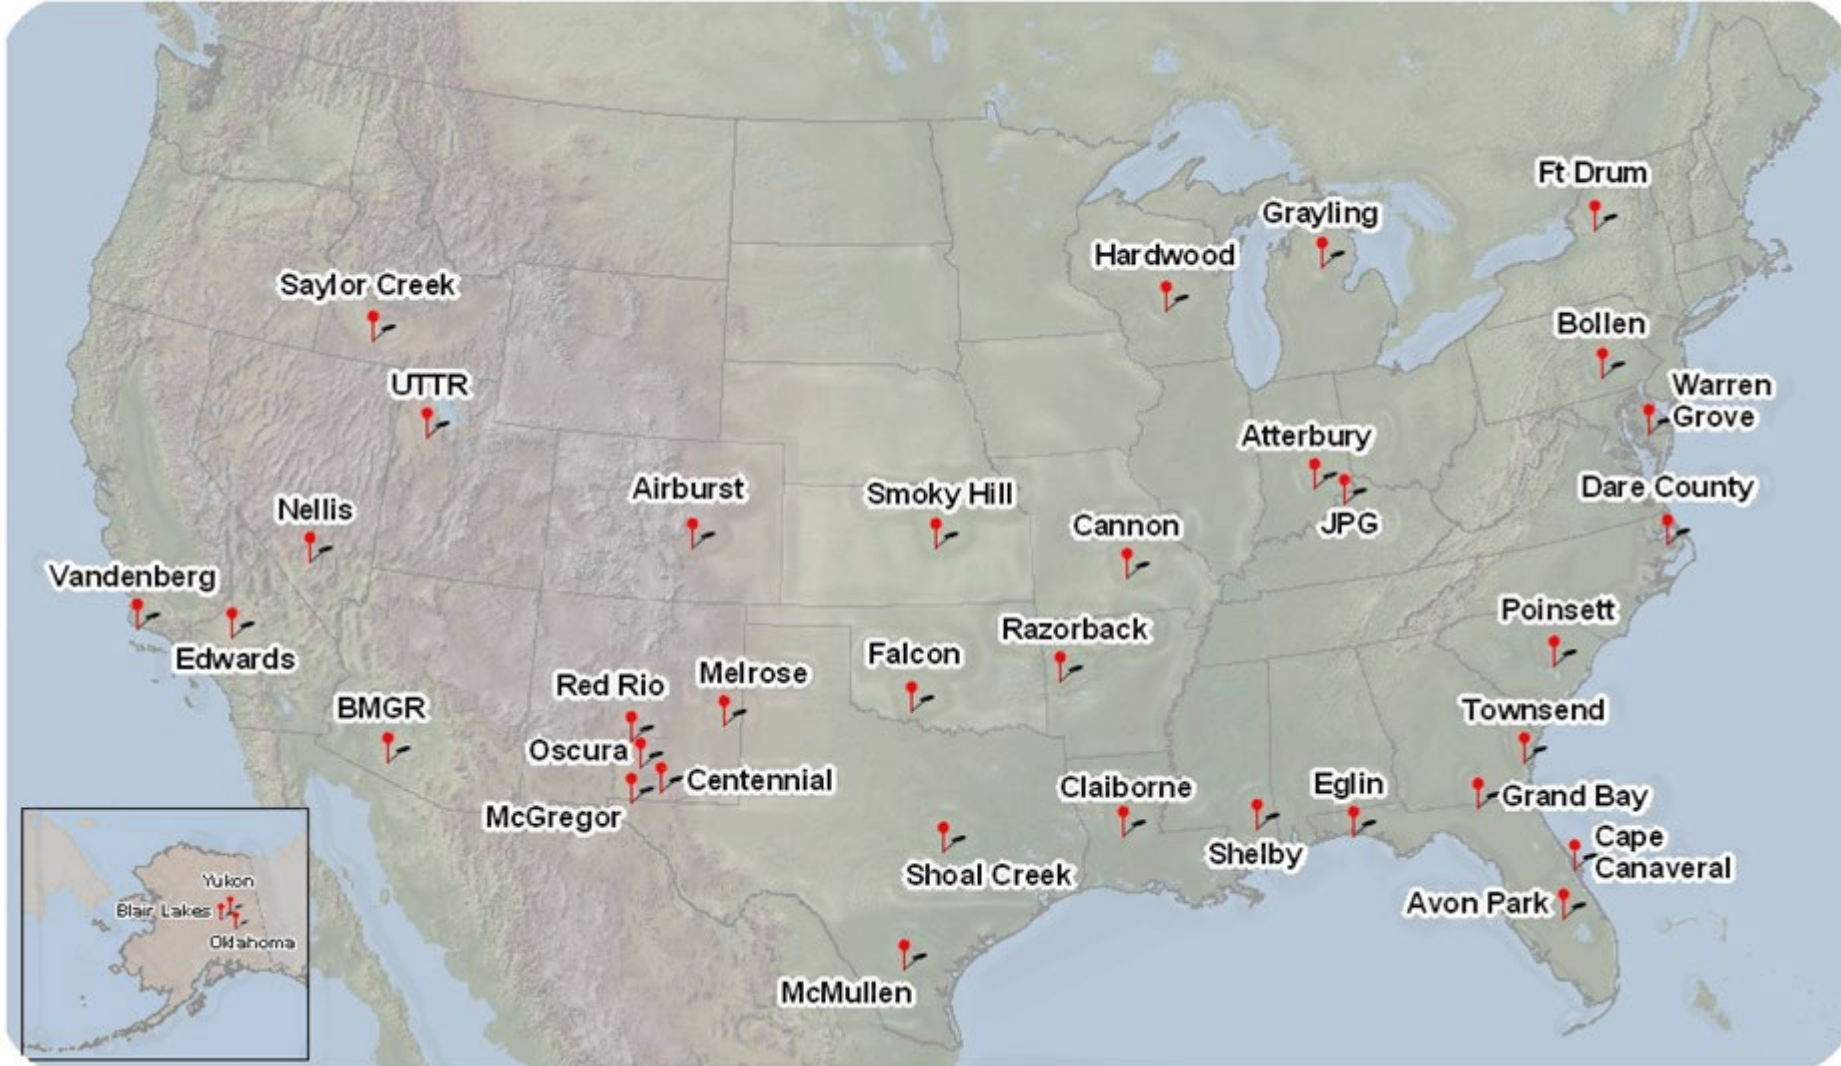 Ft Drum
Grayling
Hardwood
Saylor Creek
Bollen
UTTR
Warren
Grove
Atterbury
Airburst
Smoky Hill
Dare County
Nellis
Cannon
JPG
Vandenberg
Poinsett
Razorback
Edwards
Falcon
Melrose
Red Rio
BMGR
Townsend
Oscura
Centennial
Claiborne
Eglin
Grand Bay
McGregor
Cape
Canaveral
Shelby
Shoal Creek
Avon Park
Yukon
Blair Lakes
Oklahoma
McMullen